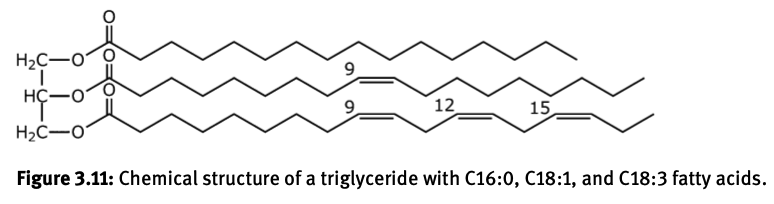 O
H₂C—O
O
9
HC—O
O
9 12 15
H₂C—O
Figure 3.11: Chemical structure of a triglyceride with C16:0, C18:1, and C18:3 fatty acids.